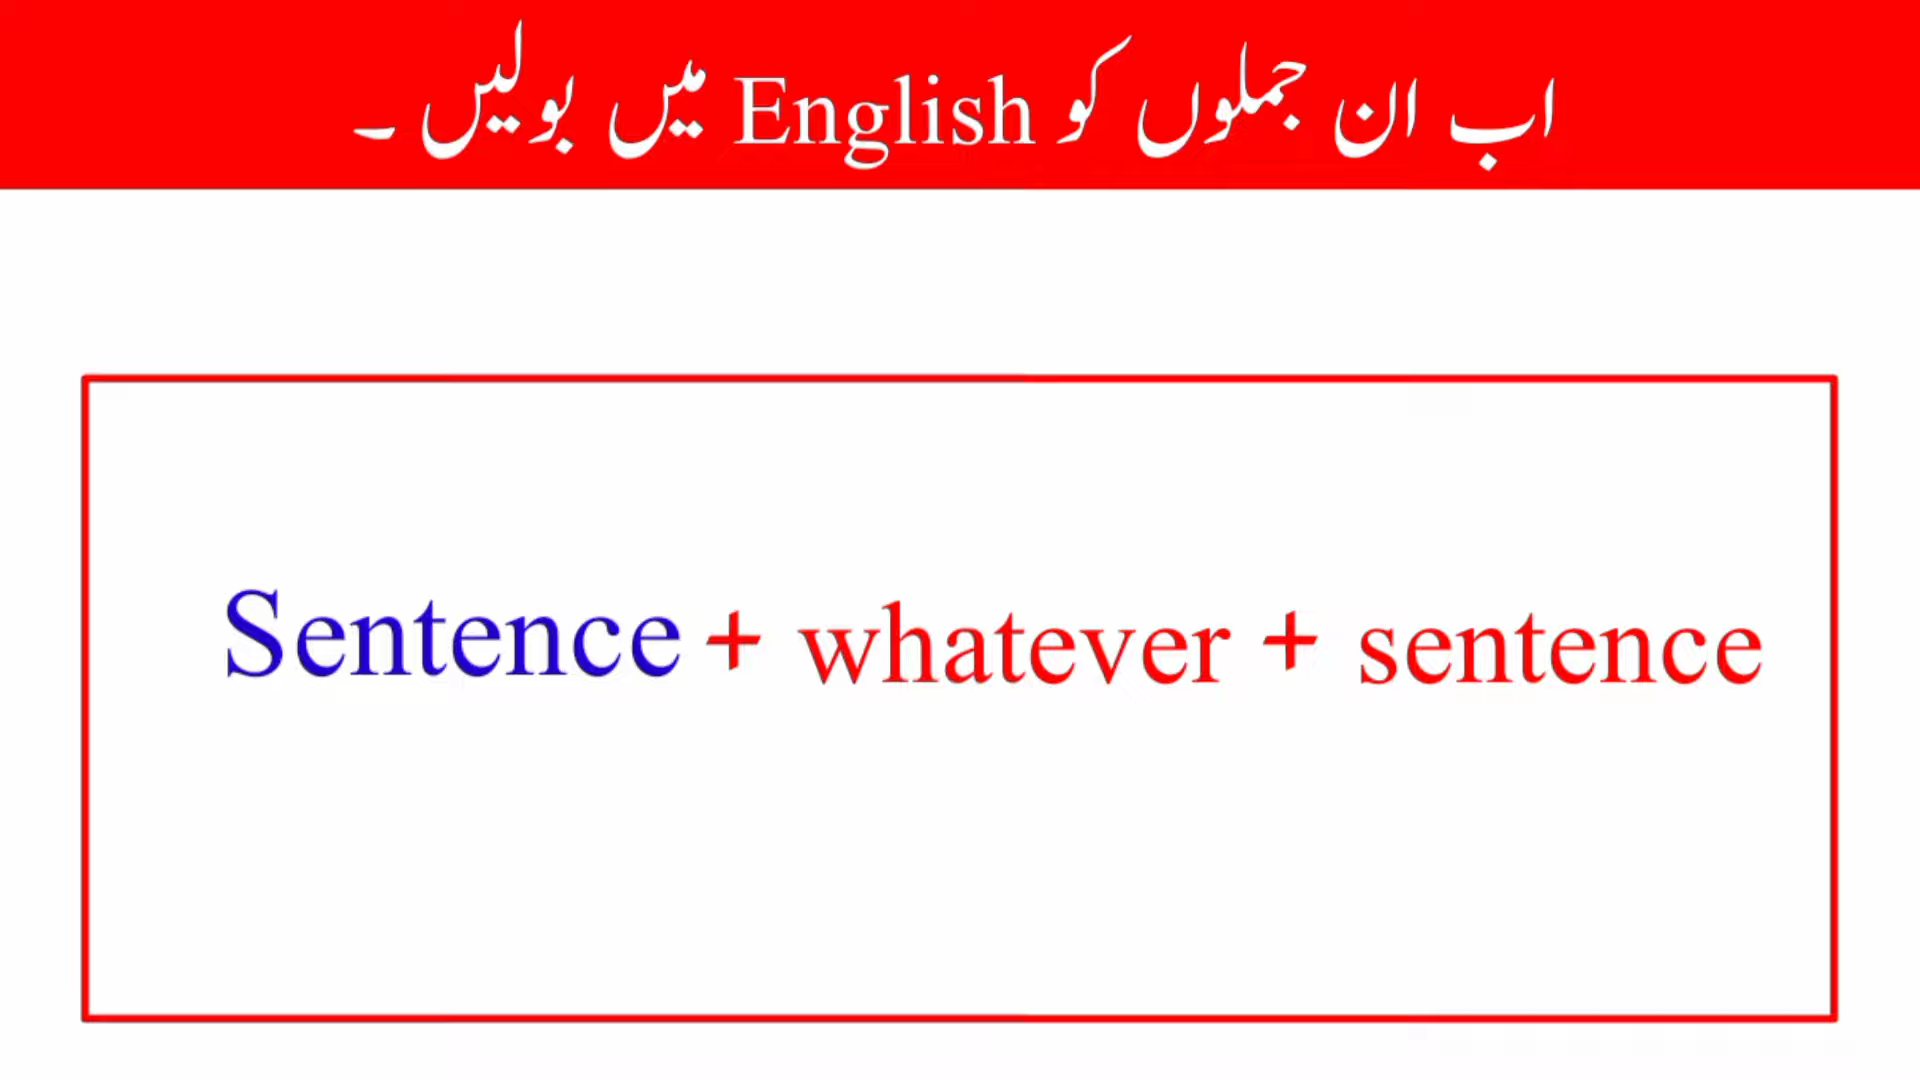 اب ان جملوں کو English میں بولیں ۔
Sentence + whatever + sentence